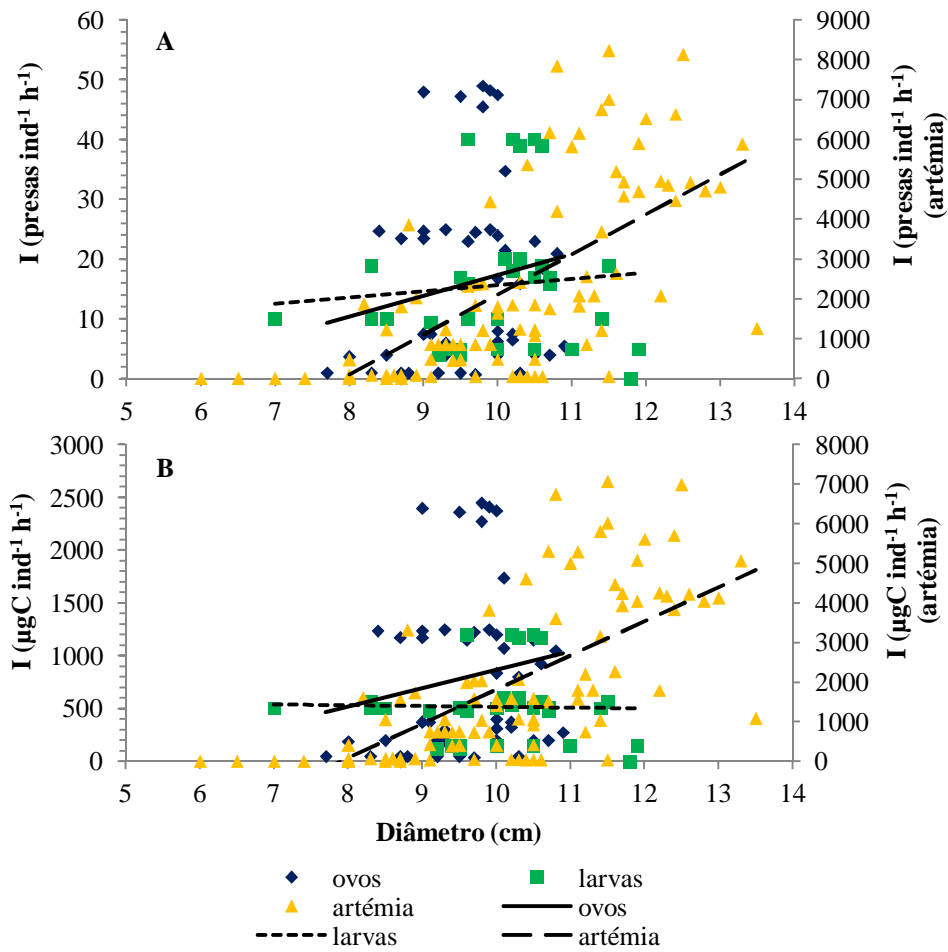 A
I (presas ind-1 h-1)
60
50
40
30
20
10
0
9000
8000
7000
6000
5000
4000
3000
2000
1000
0
I (presas ind-1 h-1)
(artémia)
5 6 7 8 9 10 11 12 13 14
B
I (µgC ind-1 h-1)
3000
2500
2000
1500
1000
500
0
8000
7000
6000
5000
4000
3000
2000
1000
0
I (µgC ind-1 h-1)
(artémia)
5 6 7 8 9 10 11 12 13 14
Diâmetro (cm)
ovos larvas
artémia ovos
larvas artémia